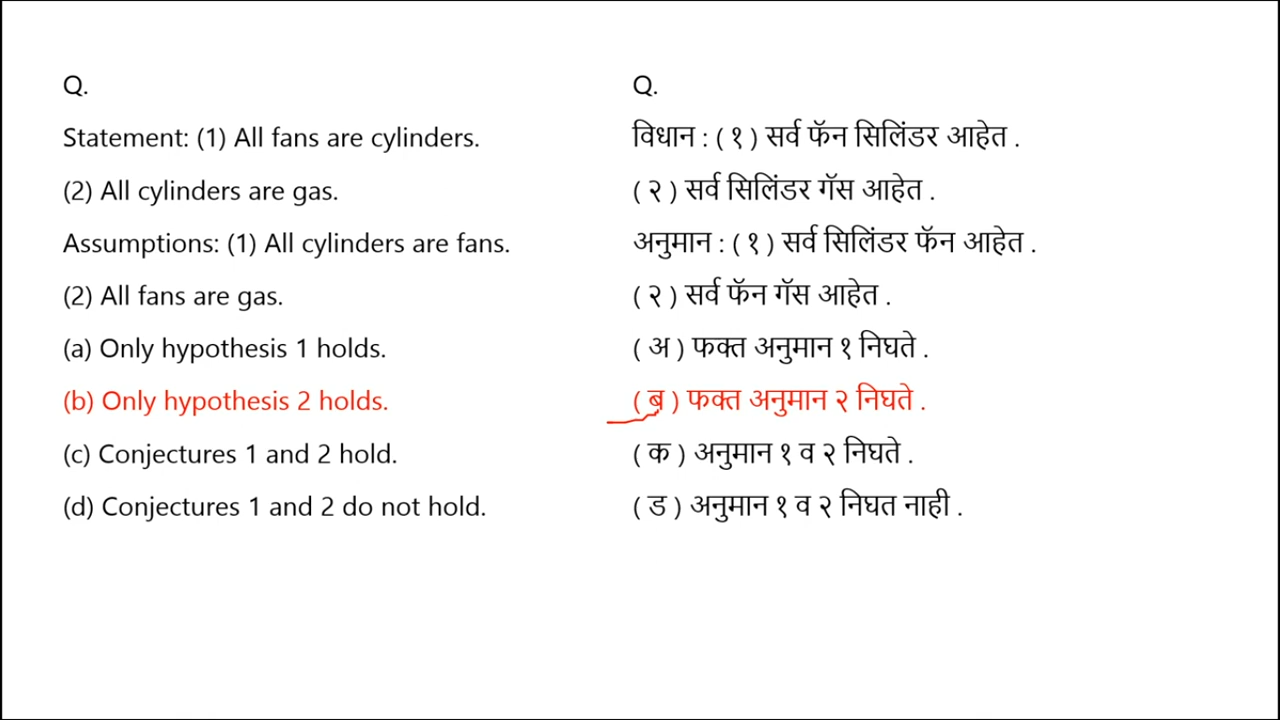 Q.
Statement: (1) All fans are cylinders.
(2) All cylinders are gas.
Assumptions: (1) All cylinders are fans.
(2) All fans are gas.
(a) Only hypothesis 1 holds.
(b) Only hypothesis 2 holds.
(c) Conjectures 1 and 2 hold.
(d) Conjectures 1 and 2 do not hold.
Q.
विधान : ( १ ) सर्व फॅन सिलिंडर आहेत .
( २ ) सर्व सिलिंडर गॅस आहेत .
अनुमान : ( १ ) सर्व सिलिंडर फॅन आहेत .
( २ ) सर्व फॅन गॅस आहेत .
( अ ) फक्त अनुमान १ निघते .
( ब ) फक्त अनुमान २ निघते .
( क ) अनुमान १ व २ निघते .
( ड ) अनुमान १ व २ निघत नाही .